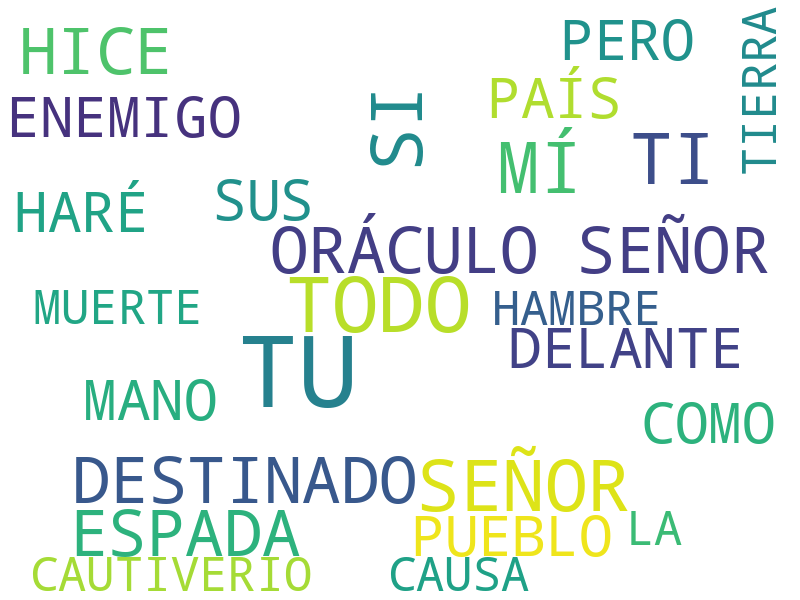 HICE
PERO
TIERRA
ENEMIGO
SI
PAÍS
MÍ
TI
HARÉ
SUS
ORÁCULO SEÑOR
MUERTE
TODO
HAMBRE
DELANTE
TU
MANO
COMO
DESTINADO
SEÑOR
ESPADA
PUEBLO
LA
CAUTIVERIO
CAUSA